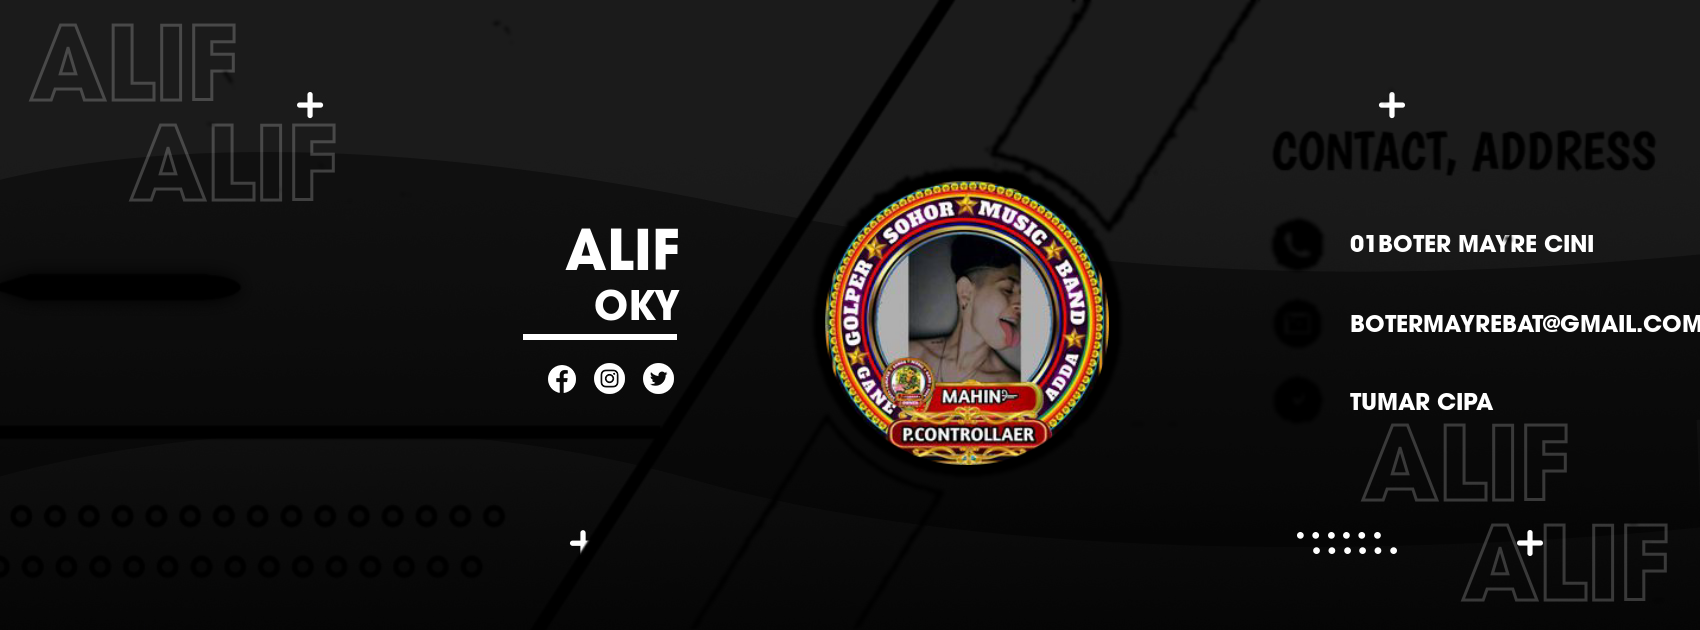 ALIF
ALIF
ALIF
OKY
GANE ★ GOLPER ★ SOHOR ★ MUSIC ★ BAND ★ ADDA
MAHIN
P.CONTROLLAER
CONTACT, ADDRESS
01BOTER MAYRE CINI
BOTERMAYREBAT@GMAIL.COM
TUMAR CIPA
ALIF
ALIF